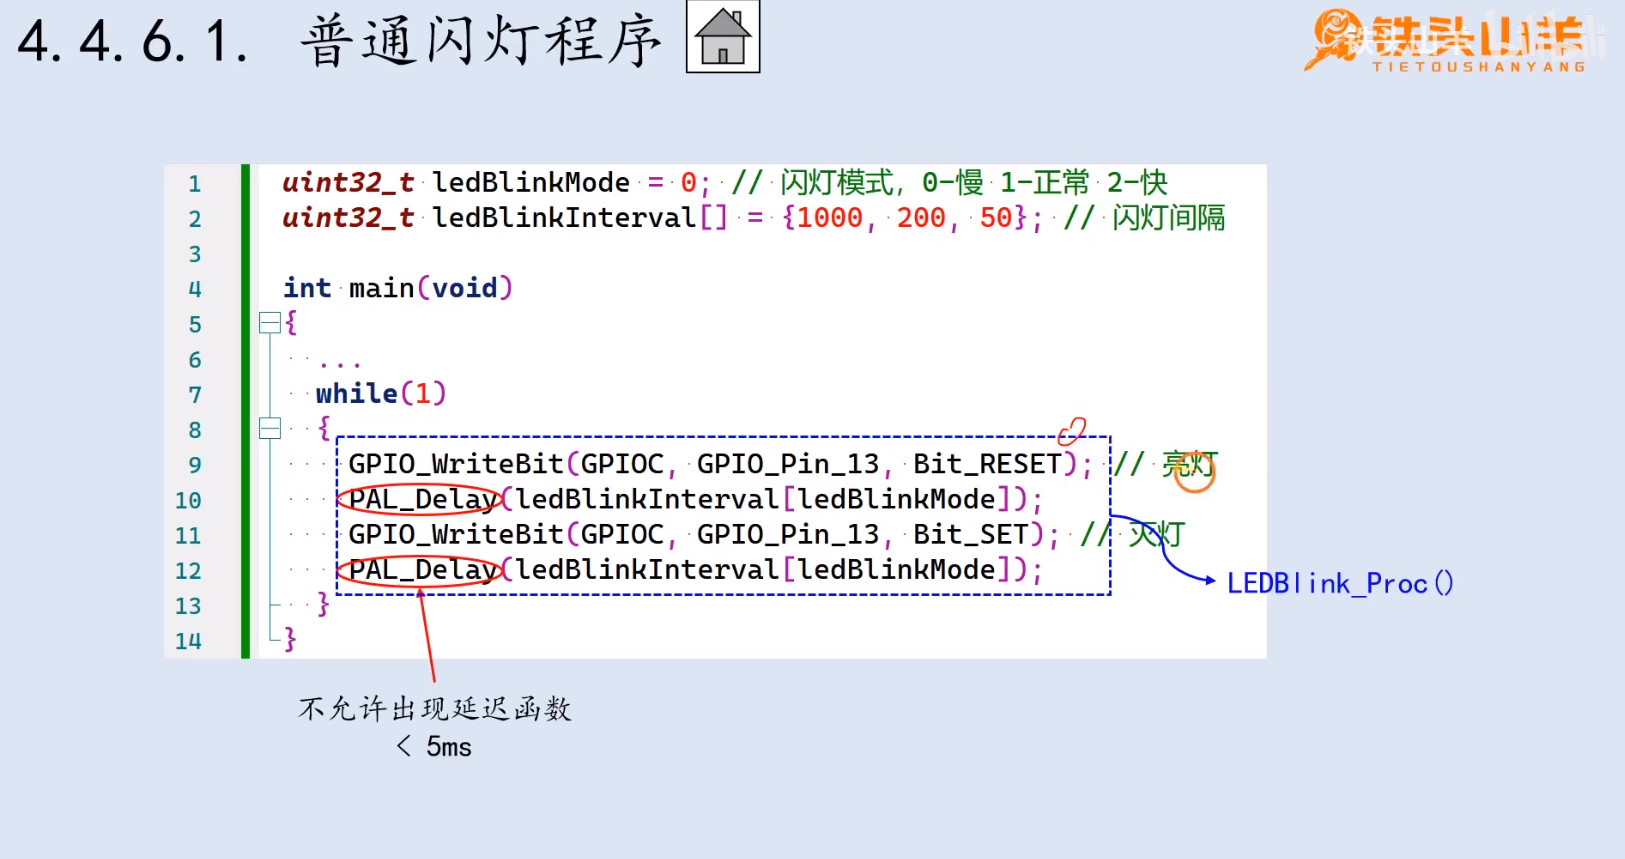 4.4.6.1. 普通闪灯程序
铁头山羊
TIETOUSHANYANG
1 uint32_t ledBlinkMode = 0; // 闪灯模式，0-慢 1-正常 2-快
2 uint32_t ledBlinkInterval[] = {1000, 200, 50}; // 闪灯间隔
3
4 int main(void)
5 {
6 ...
7 while(1)
8 {
9 GPIO_WriteBit(GPIOC, GPIO_Pin_13, Bit_RESET); // 亮灯
10 PAL_Delay(ledBlinkInterval[ledBlinkMode]);
11 GPIO_WriteBit(GPIOC, GPIO_Pin_13, Bit_SET); // 灭灯
12 PAL_Delay(ledBlinkInterval[ledBlinkMode]);
13 }
14 }
LEDBlink_Proc()
不允许出现延迟函数
< 5ms